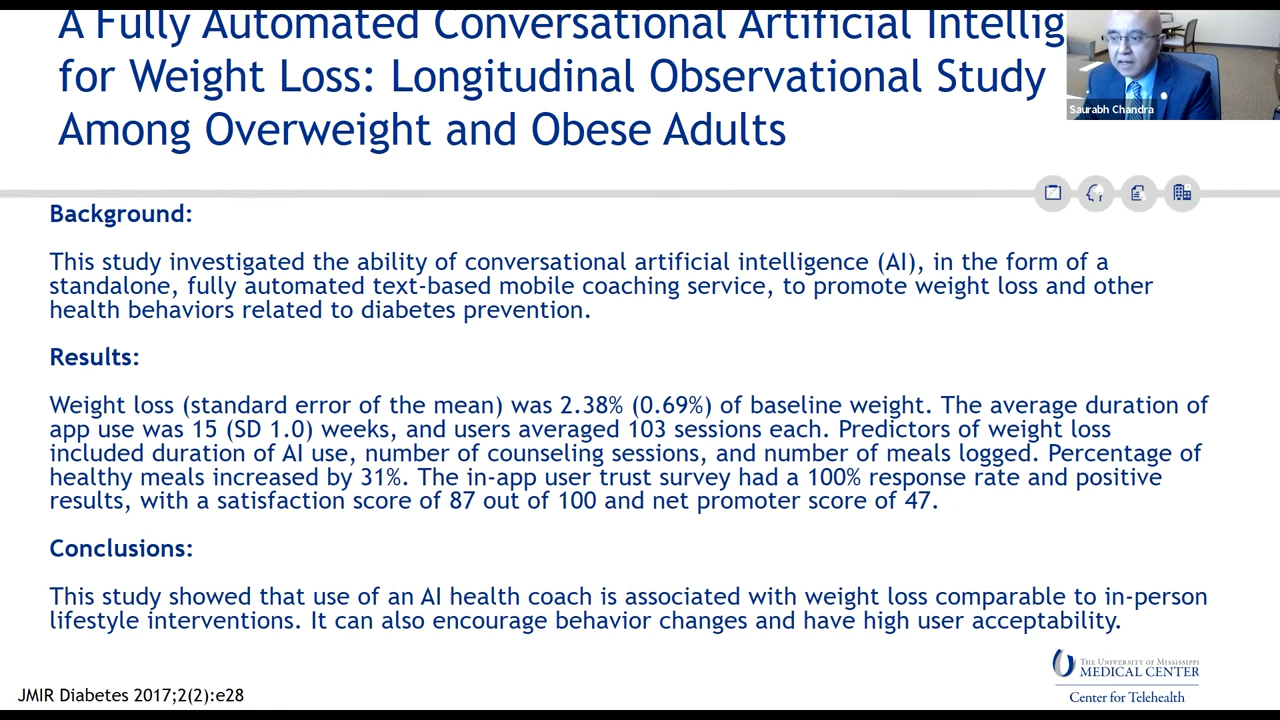 A Fully Automated Conversational Artificial Intellig
for Weight Loss: Longitudinal Observational Study
Among Overweight and Obese Adults
Saurabh Chandra
Background:
This study investigated the ability of conversational artificial intelligence (AI), in the form of a
standalone, fully automated text-based mobile coaching service, to promote weight loss and other
health behaviors related to diabetes prevention.
Results:
Weight loss (standard error of the mean) was 2.38% (0.69%) of baseline weight. The average duration of
app use was 15 (SD 1.0) weeks, and users averaged 103 sessions each. Predictors of weight loss
included duration of AI use, number of counseling sessions, and number of meals logged. Percentage of
healthy meals increased by 31%. The in-app user trust survey had a 100% response rate and positive
results, with a satisfaction score of 87 out of 100 and net promoter score of 47.
Conclusions:
This study showed that use of an AI health coach is associated with weight loss comparable to in-person
lifestyle interventions. It can also encourage behavior changes and have high user acceptability.
THE UNIVERSITY OF MISSISSIPPI
MEDICAL CENTER
Center for Telehealth
JMIR Diabetes 2017;2(2):e28